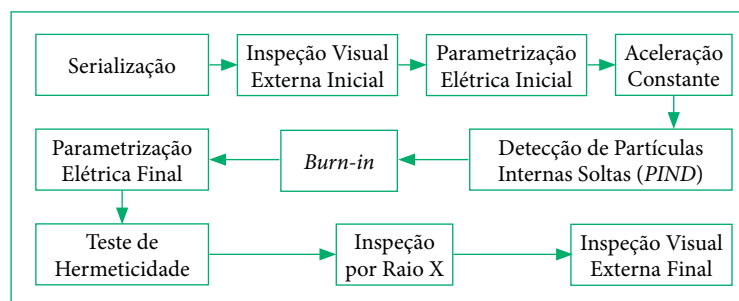 Serialização
Inspeção Visual
Externa Inicial
Parametrização
Elétrica Inicial
Aceleração
Constante
Parametrização
Elétrica Final
Burn-in
Detecção de Partículas
Internas Soltas (PIND)
Teste de
Hermeticidade
Inspeção
por Raio X
Inspeção Visual
Externa Final